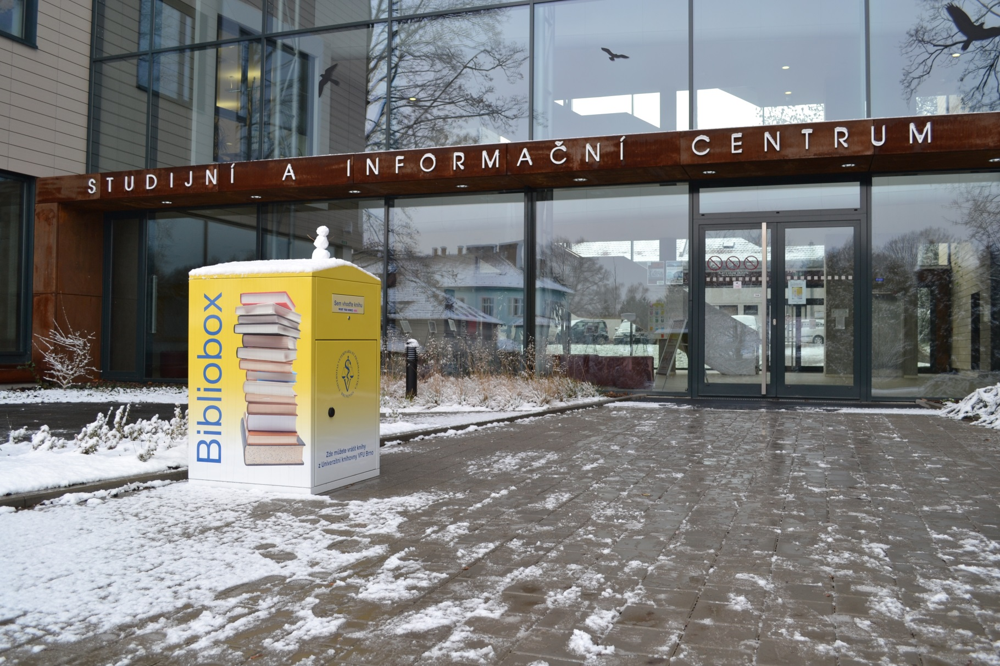 STUDIJNÍ A INFORMAČNÍ CENTRUM
Bibliobox
Sem vhoďte knihu
Zde můžete vrátit knihy
z Univerzitní knihovny VFU Brno